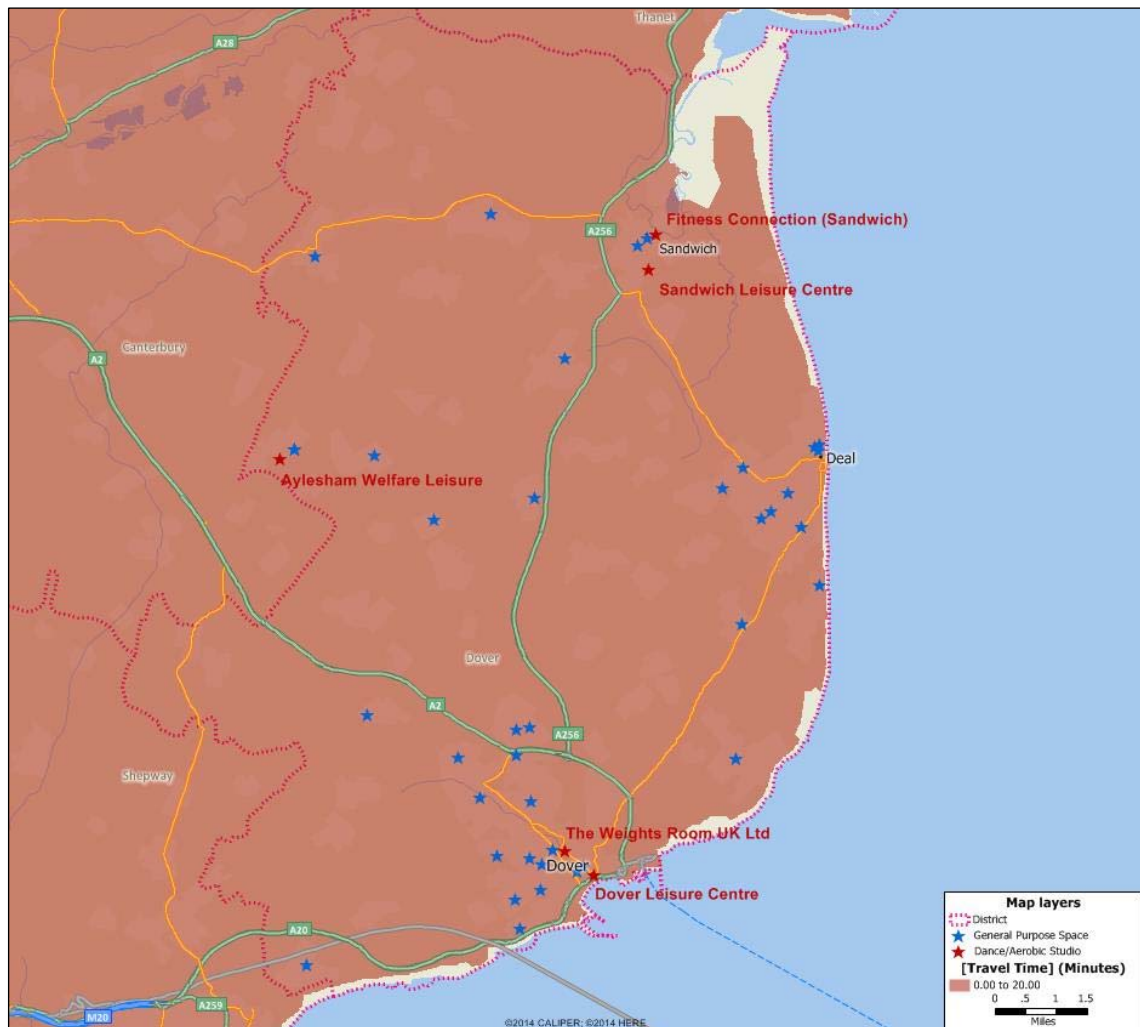 Thanet
A28
Fitness Connection (Sandwich)
A256
Sandwich
Sandwich Leisure Centre
Canterbury
A2
Deal
Aylesham Welfare Leisure
Dover
A2
A256
Shepway
The Weights Room UK Ltd
Dover
Dover Leisure Centre
A20
A259
M20
Map layers
District
General Purpose Space
Dance/Aerobic Studio
[Travel Time] (Minutes)
0.00 to 20.00
0 .5 1 1.5
Miles
©2014 CALIPER; ©2014 HERE